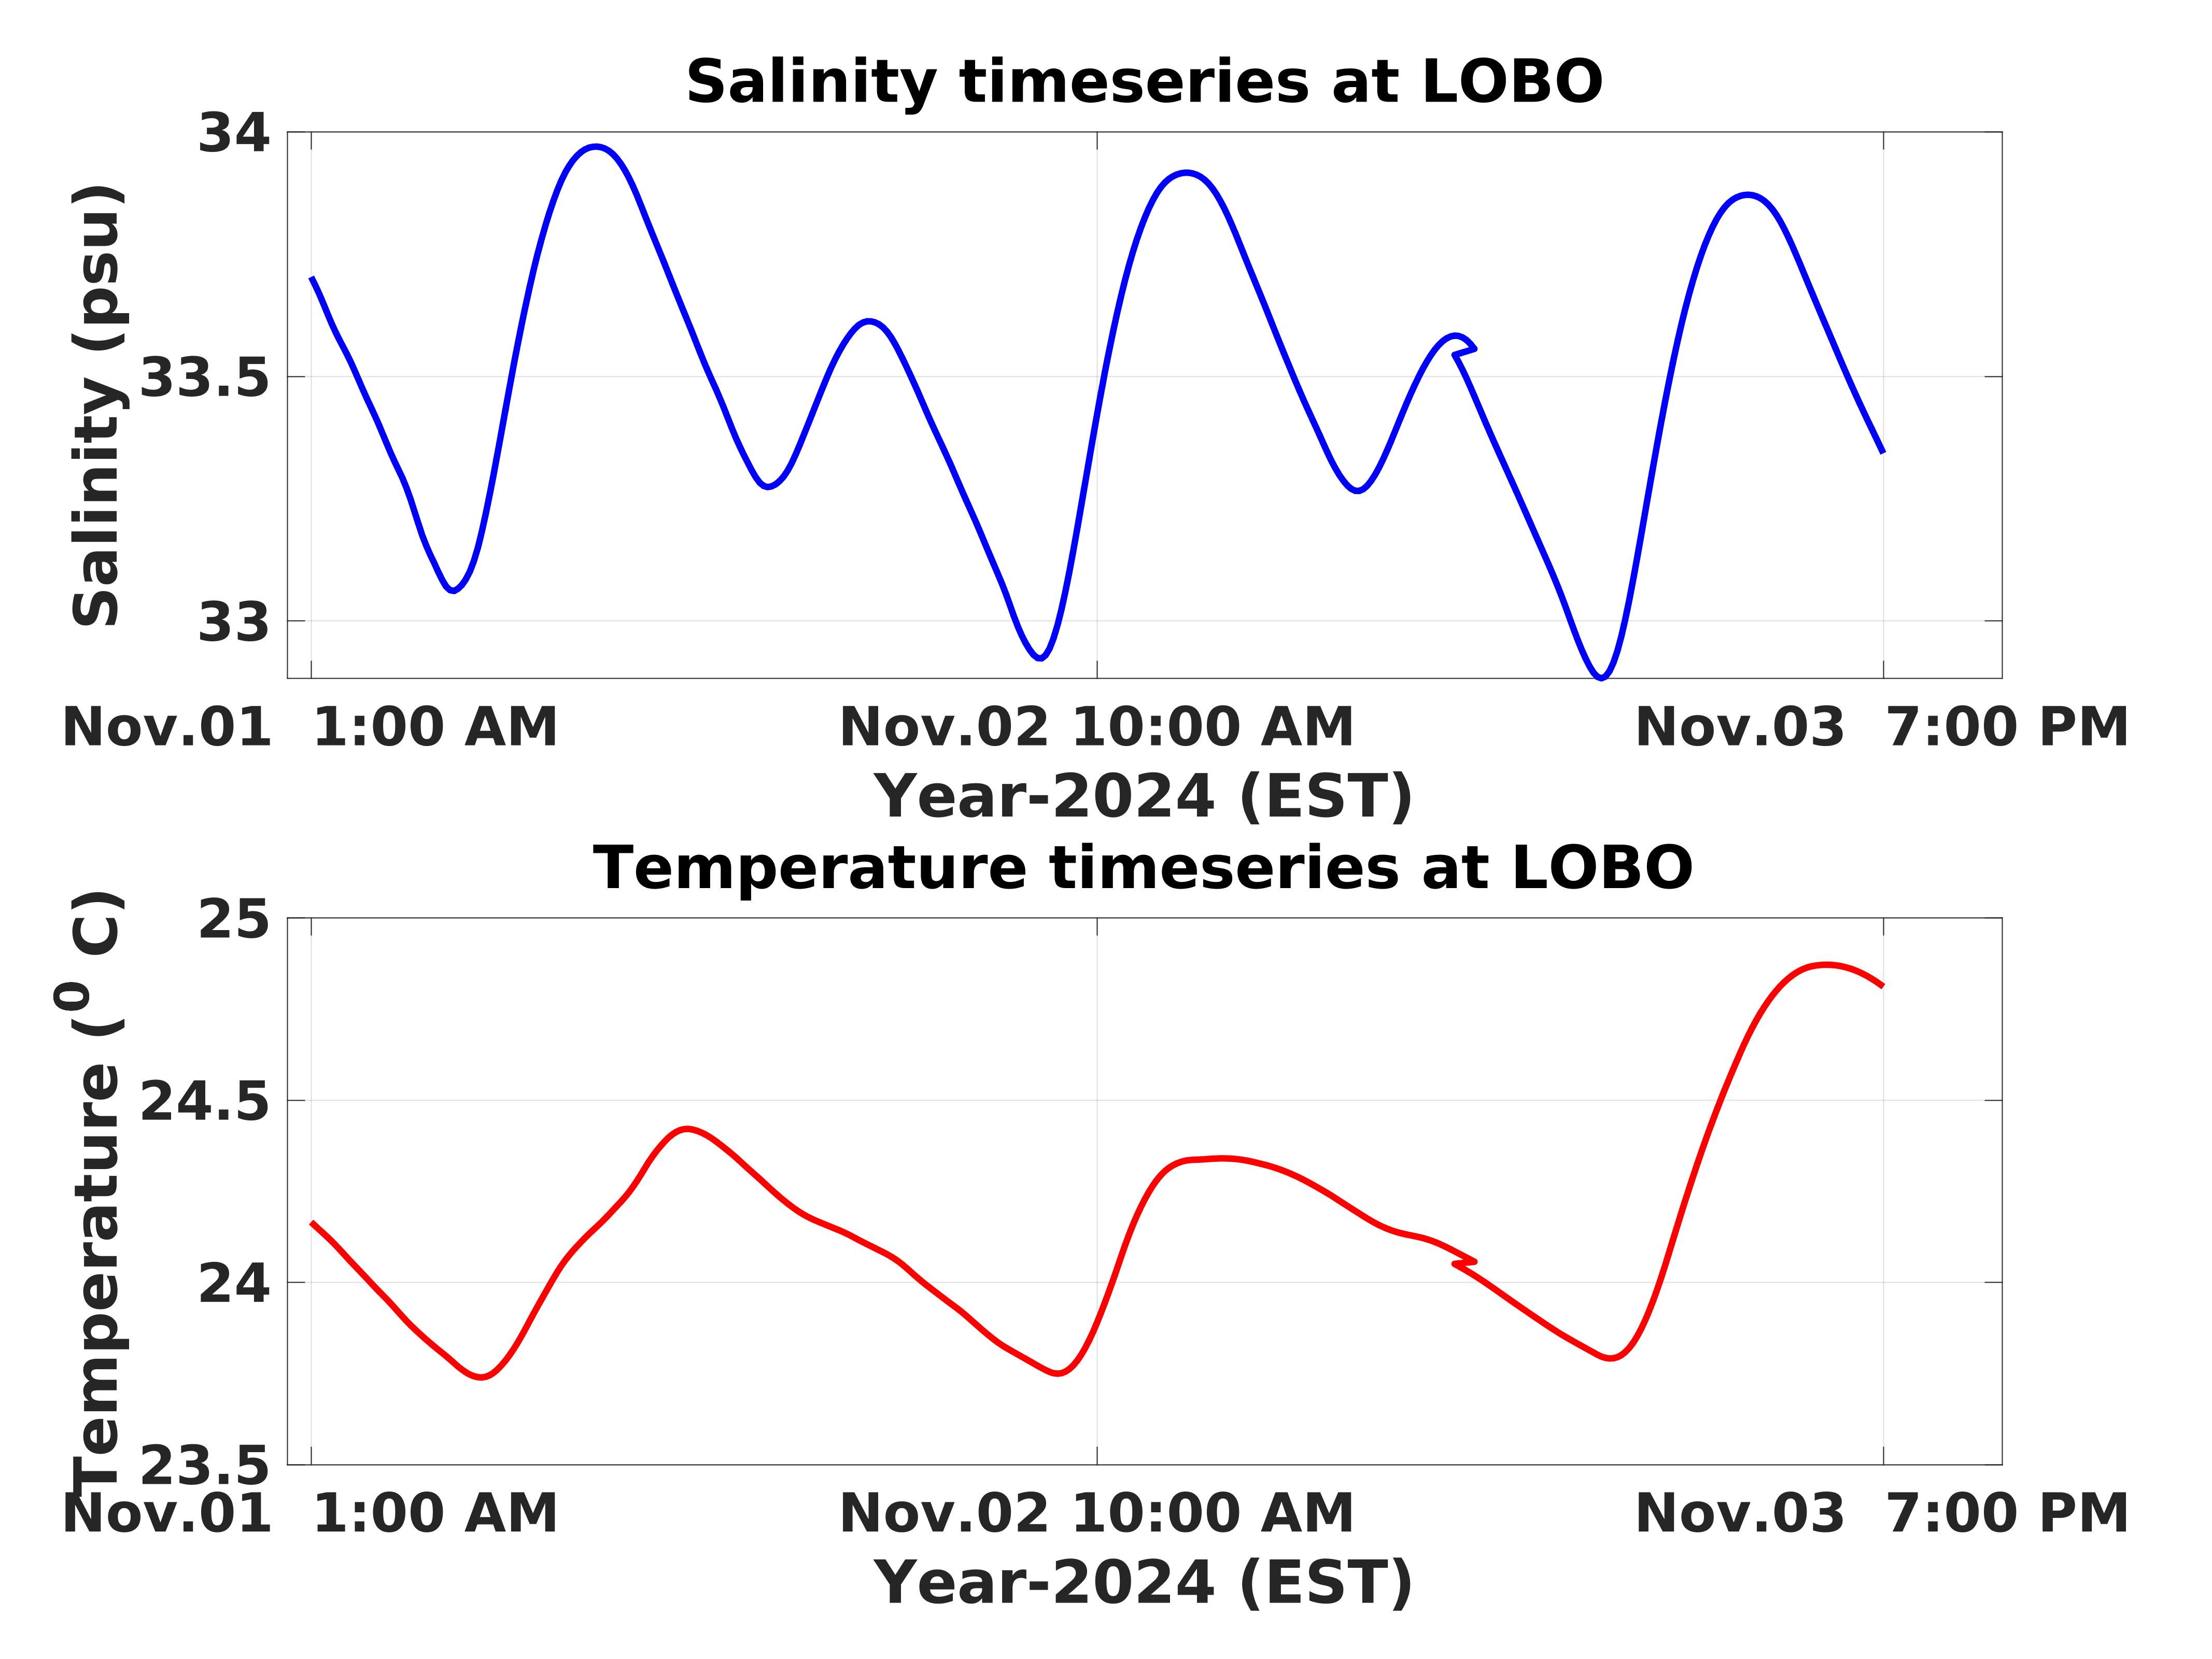 Salinity timeseries at LOBO
34
33.5
33
Salinity (psu)
Nov.01  1:00 AM
Nov.02 10:00 AM
Nov.03  7:00 PM
Year-2024 (EST)
Temperature timeseries at LOBO
25
24.5
24
23.5
Temperature (⁰ C)
Nov.01  1:00 AM
Nov.02 10:00 AM
Nov.03  7:00 PM
Year-2024 (EST)